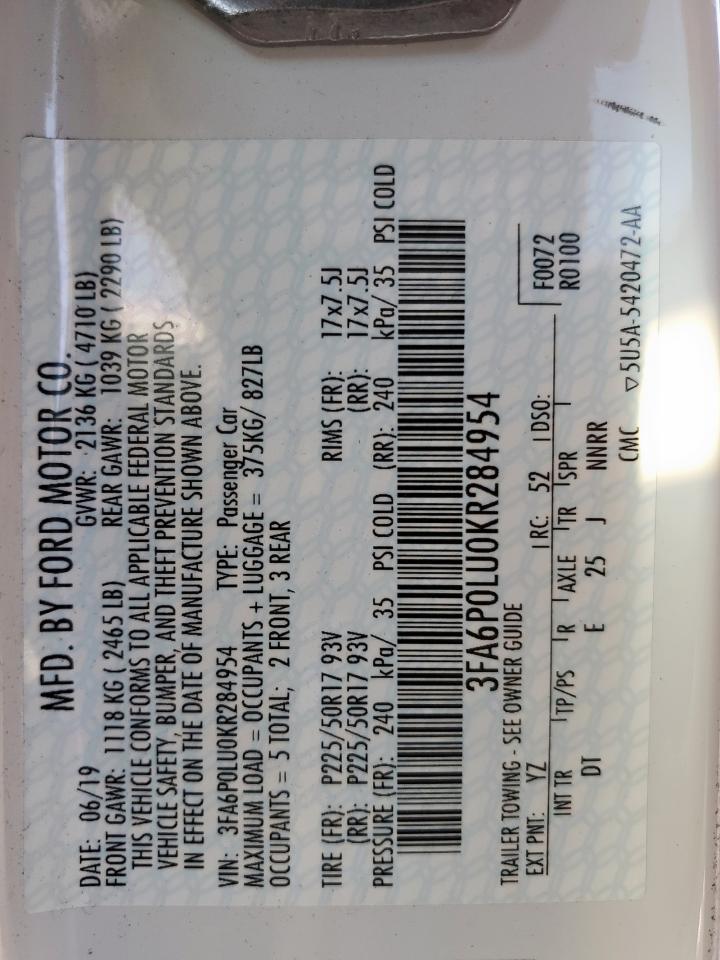 MFD. BY FORD MOTOR CO.
DATE: 06/19 GVWR: 2136 KG ( 4710 LB)
FRONT GAWR: 1118 KG ( 2465 LB) REAR GAWR: 1039 KG ( 2290 LB)
THIS VEHICLE CONFORMS TO ALL APPLICABLE FEDERAL MOTOR
VEHICLE SAFETY, BUMPER, AND THEFT PREVENTION STANDARDS
IN EFFECT ON THE DATE OF MANUFACTURE SHOWN ABOVE.
VIN: 3FA6P0LU0KR284954 TYPE: Passenger Car
MAXIMUM LOAD = OCCUPANTS + LUGGAGE = 375KG/ 827LB
OCCUPANTS = 5 TOTAL; 2 FRONT, 3 REAR
TIRE (FR): P225/50R17 93V RIMS (FR): 17x7.5J
(RR): P225/50R17 93V (RR): 17x7.5J
PRESSURE (FR): 240 kPa/ 35 PSI COLD (RR): 240 kPa/ 35 PSI COLD
3FA6P0LU0KR284954
TRAILER TOWING - SEE OWNER GUIDE
F0072
EXT PNT: YZ RC: 52 DSO: R0100
INT TR TP/PS R AXLE TR SPR
DT E 25 J NNRR
CMC ▽5U5A-5420472-AA